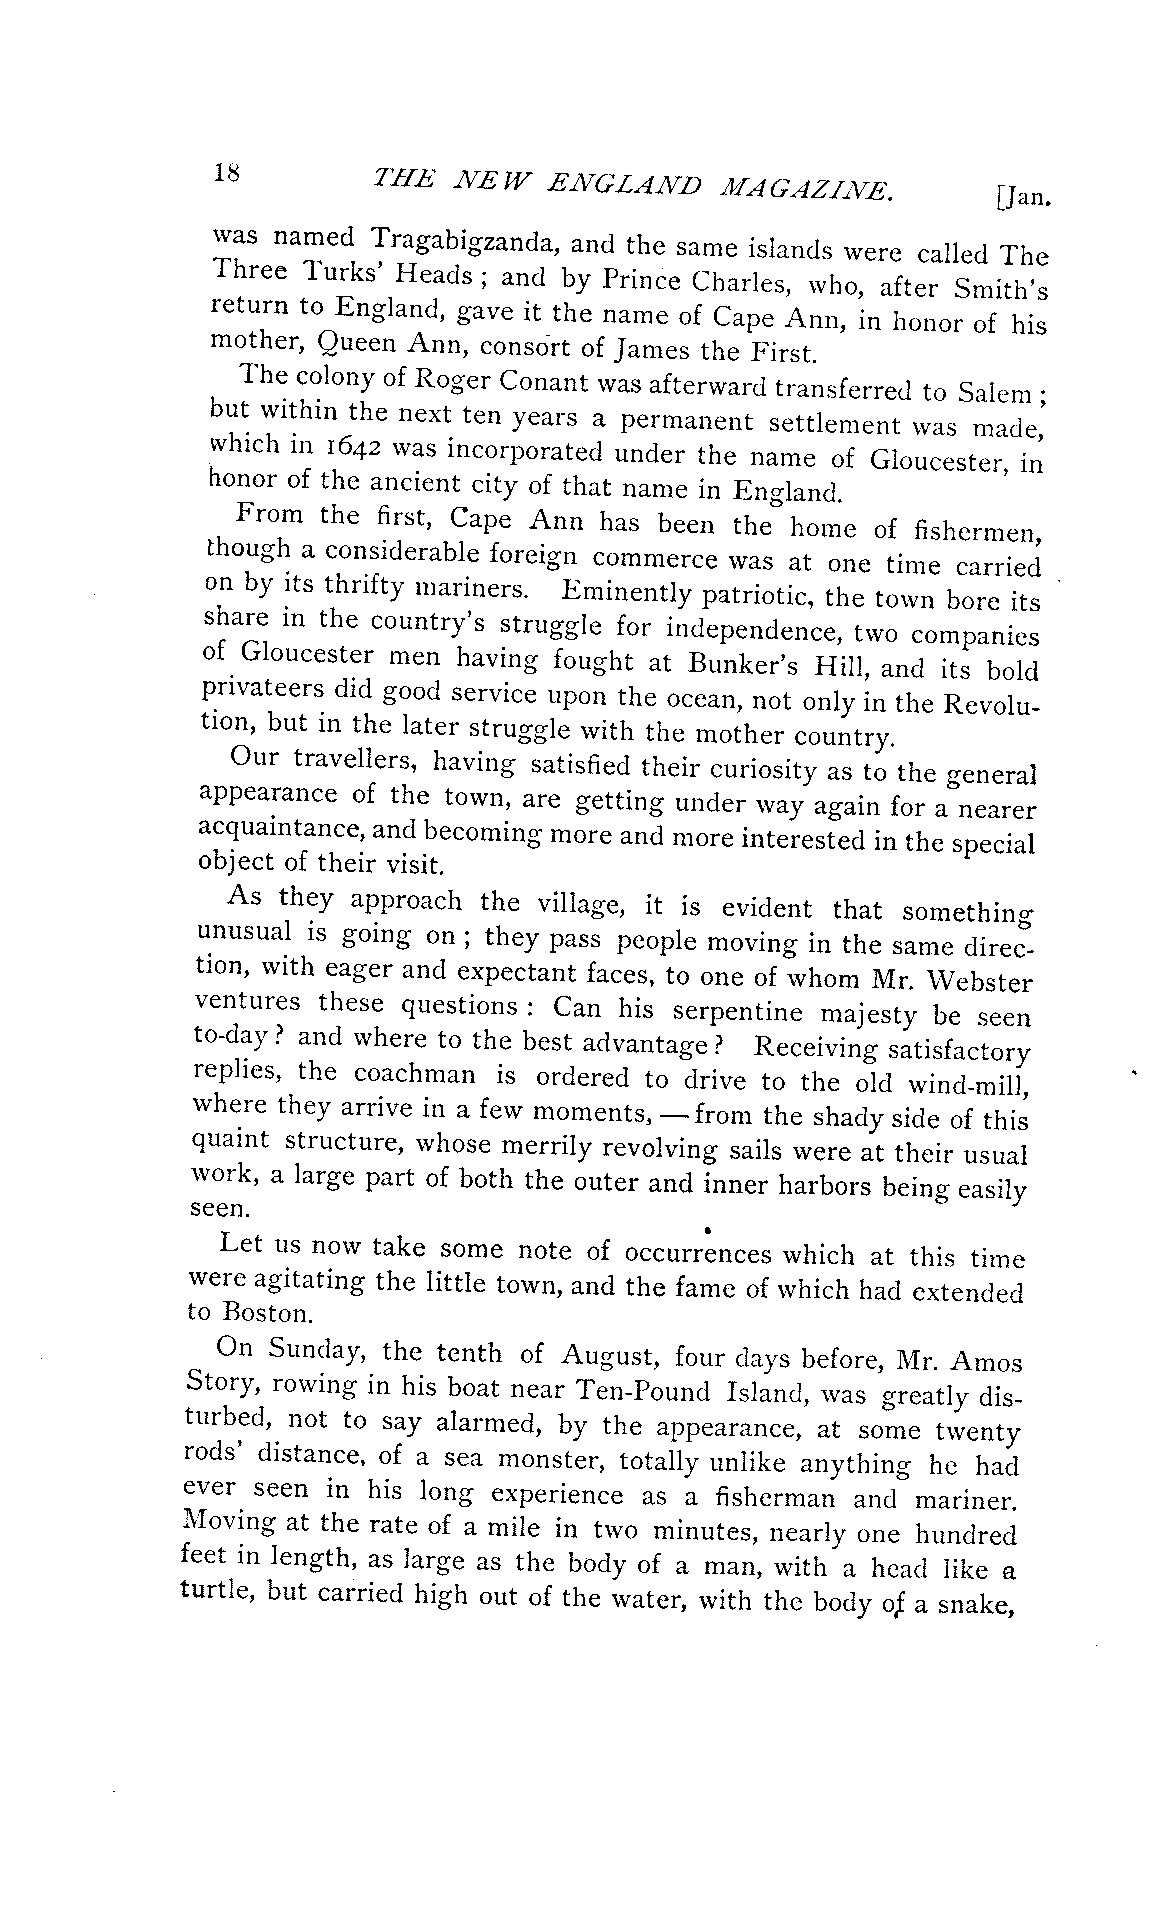 18 THE NEW ENGLAND MAGAZINE. [Jan.
was named Tragabigzanda, and the same islands were called The
Three Turks' Heads ; and by Prince Charles, who, after Smith's
return to England, gave it the name of Cape Ann, in honor of his
mother, Queen Ann, consort of James the First.
The colony of Roger Conant was afterward transferred to Salem ;
but within the next ten years a permanent settlement was made,
which in 1642 was incorporated under the name of Gloucester, in
honor of the ancient city of that name in England.
From the first, Cape Ann has been the home of fishermen,
though a considerable foreign commerce was at one time carried
on by its thrifty mariners. Eminently patriotic, the town bore its
share in the country's struggle for independence, two companies
of Gloucester men having fought at Bunker's Hill, and its bold
privateers did good service upon the ocean, not only in the Revolu-
tion, but in the later struggle with the mother country.
Our travellers, having satisfied their curiosity as to the general
appearance of the town, are getting under way again for a nearer
acquaintance, and becoming more and more interested in the special
object of their visit.
As they approach the village, it is evident that something
unusual is going on ; they pass people moving in the same direc-
tion, with eager and expectant faces, to one of whom Mr. Webster
ventures these questions : Can his serpentine majesty be seen
to-day ? and where to the best advantage ? Receiving satisfactory
replies, the coachman is ordered to drive to the old wind-mill,
where they arrive in a few moments, — from the shady side of this
quaint structure, whose merrily revolving sails were at their usual
work, a large part of both the outer and inner harbors being easily
seen.
Let us now take some note of occurrences which at this time
were agitating the little town, and the fame of which had extended
to Boston.
On Sunday, the tenth of August, four days before, Mr. Amos
Story, rowing in his boat near Ten-Pound Island, was greatly dis-
turbed, not to say alarmed, by the appearance, at some twenty
rods' distance, of a sea monster, totally unlike anything he had
ever seen in his long experience as a fisherman and mariner.
Moving at the rate of a mile in two minutes, nearly one hundred
feet in length, as large as the body of a man, with a head like a
turtle, but carried high out of the water, with the body of a snake,